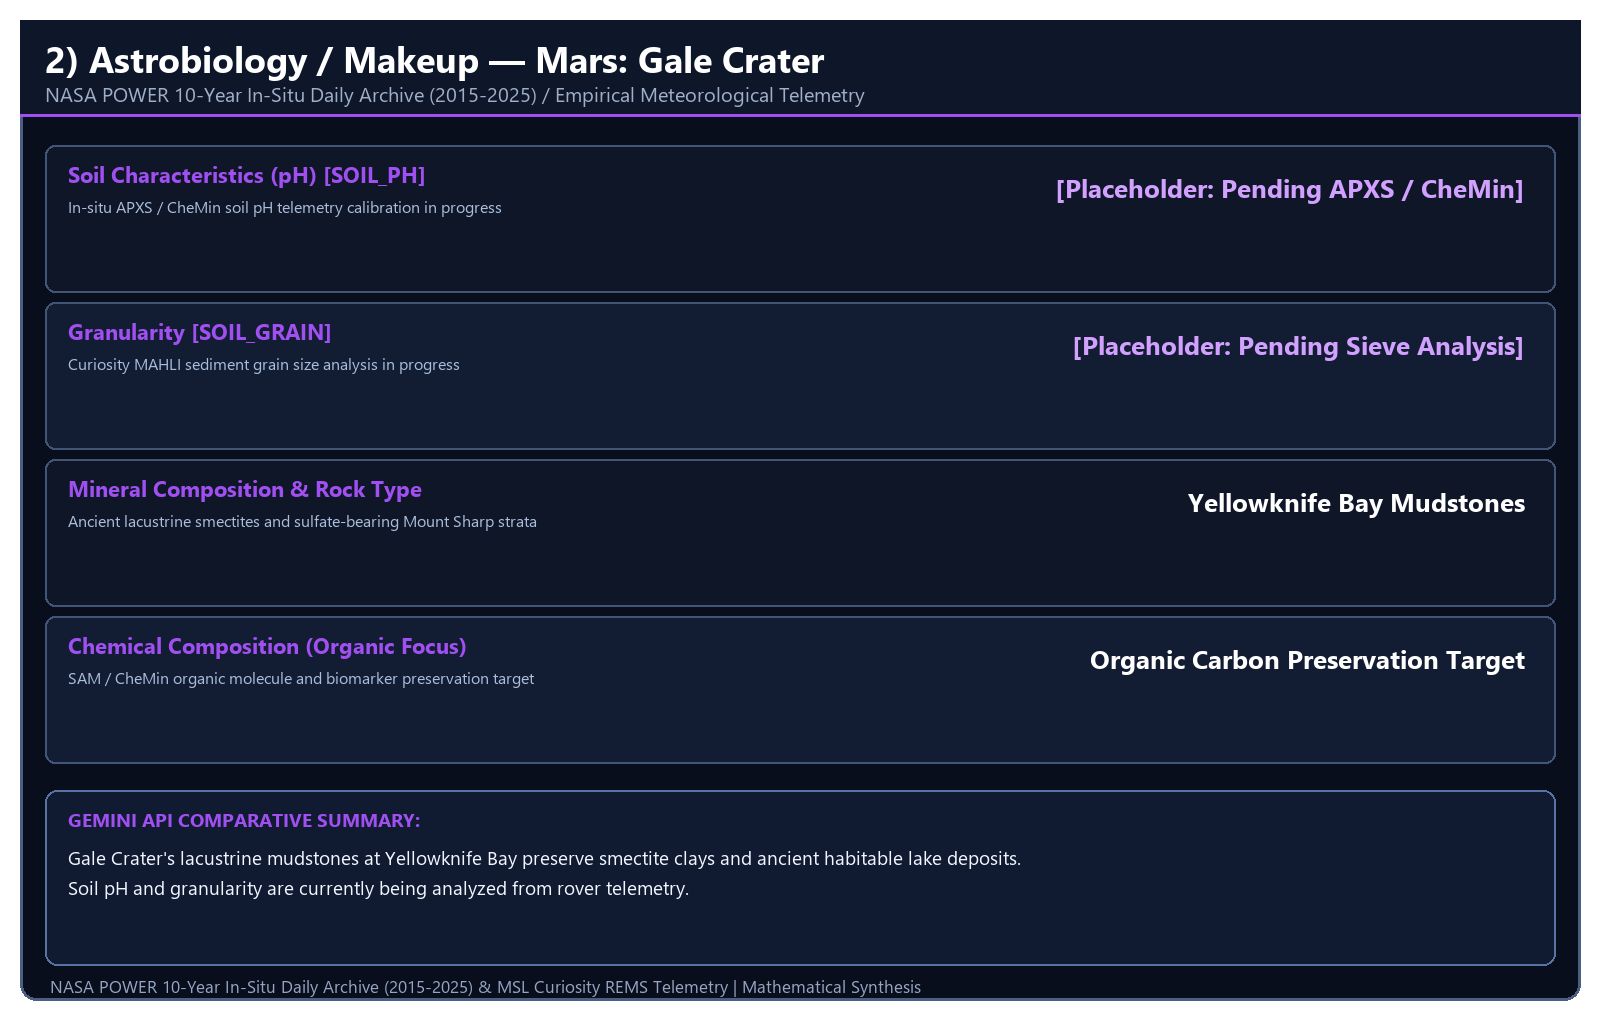 2) Astrobiology / Makeup — Mars: Gale Crater
NASA POWER 10-Year In-Situ Daily Archive (2015-2025) / Empirical Meteorological Telemetry
Soil Characteristics (pH) [SOIL_PH]
In-situ APXS / CheMin soil pH telemetry calibration in progress
[Placeholder: Pending APXS / CheMin]
Granularity [SOIL_GRAIN]
Curiosity MAHLI sediment grain size analysis in progress
[Placeholder: Pending Sieve Analysis]
Mineral Composition & Rock Type
Ancient lacustrine smectites and sulfate-bearing Mount Sharp strata
Yellowknife Bay Mudstones
Chemical Composition (Organic Focus)
SAM / CheMin organic molecule and biomarker preservation target
Organic Carbon Preservation Target
GEMINI API COMPARATIVE SUMMARY:
Gale Crater's lacustrine mudstones at Yellowknife Bay preserve smectite clays and ancient habitable lake deposits.
Soil pH and granularity are currently being analyzed from rover telemetry.
NASA POWER 10-Year In-Situ Daily Archive (2015-2025) & MSL Curiosity REMS Telemetry | Mathematical Synthesis